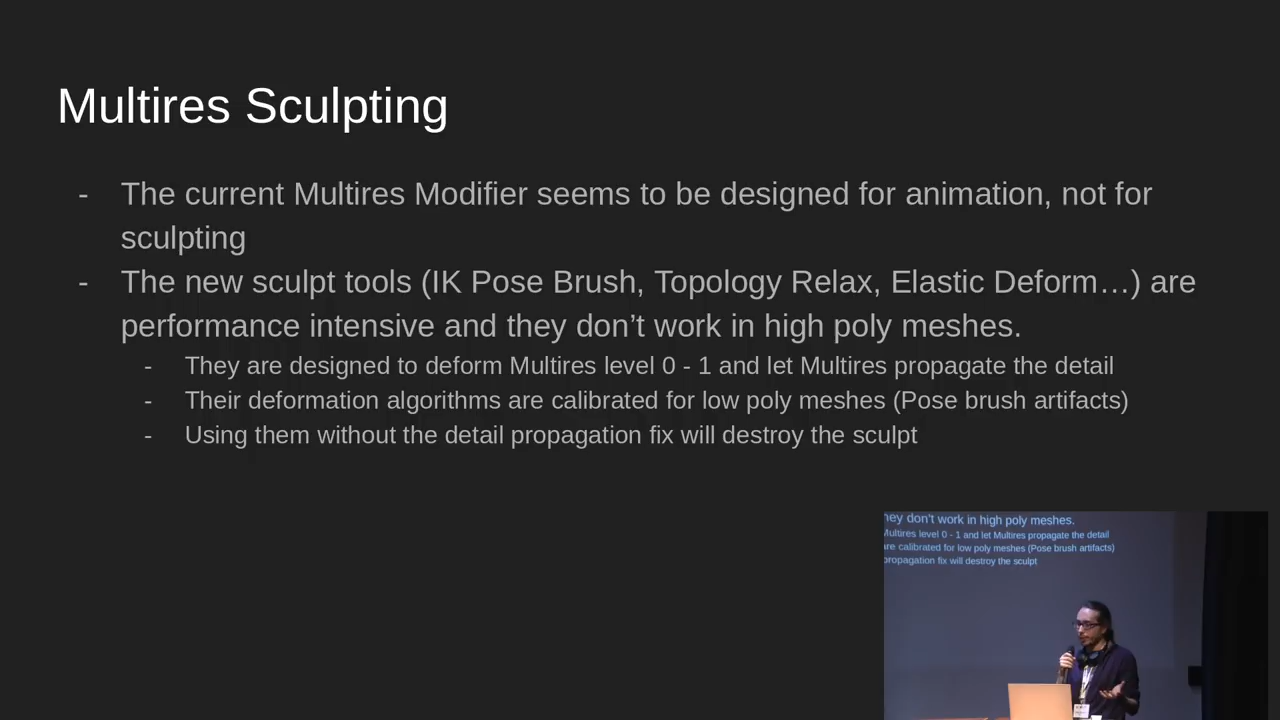 Multires Sculpting
- The current Multires Modifier seems to be designed for animation, not for
sculpting
- The new sculpt tools (IK Pose Brush, Topology Relax, Elastic Deform…) are
performance intensive and they don’t work in high poly meshes.
- They are designed to deform Multires level 0 - 1 and let Multires propagate the detail
- Their deformation algorithms are calibrated for low poly meshes (Pose brush artifacts)
- Using them without the detail propagation fix will destroy the sculpt
hey don't work in high poly meshes.
Multires level 0 - 1 and let Multires propagate the detail
are calibrated for low poly meshes (Pose brush artifacts)
propagation fix will destroy the sculpt